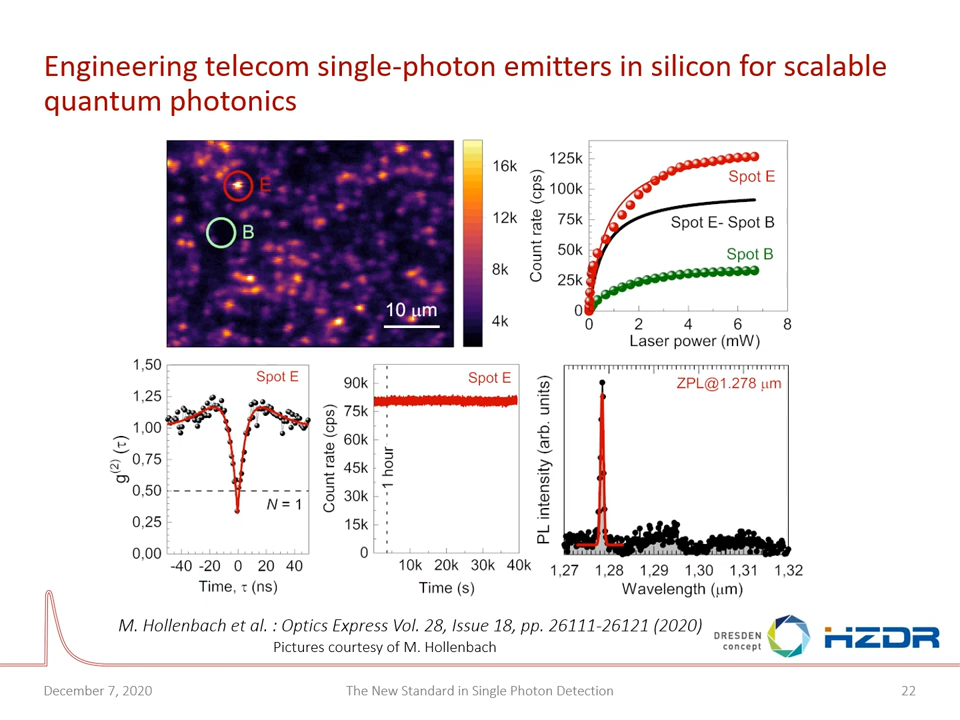 Engineering telecom single-photon emitters in silicon for scalable
quantum photonics
E
B
10 μm
16k
12k
8k
4k
Count rate (cps)
125k
100k
75k
50k
25k
0
Spot E
Spot E- Spot B
Spot B
0 2 4 6 8
Laser power (mW)
g(2) (τ)
1,50
1,25
1,00
0,75
0,50
0,25
0,00
Spot E
N = 1
-40 -20 0 20 40
Time, τ (ns)
Count rate (cps)
90k
75k
60k
45k
30k
15k
0
Spot E
1 hour
10k 20k 30k 40k
Time (s)
PL intensity (arb. units)
ZPL@1.278 μm
1,27 1,28 1,29 1,30 1,31 1,32
Wavelength (μm)
M. Hollenbach et al. : Optics Express Vol. 28, Issue 18, pp. 26111-26121 (2020)
Pictures courtesy of M. Hollenbach
DRESDEN
concept
HZDR
December 7, 2020
The New Standard in Single Photon Detection
22